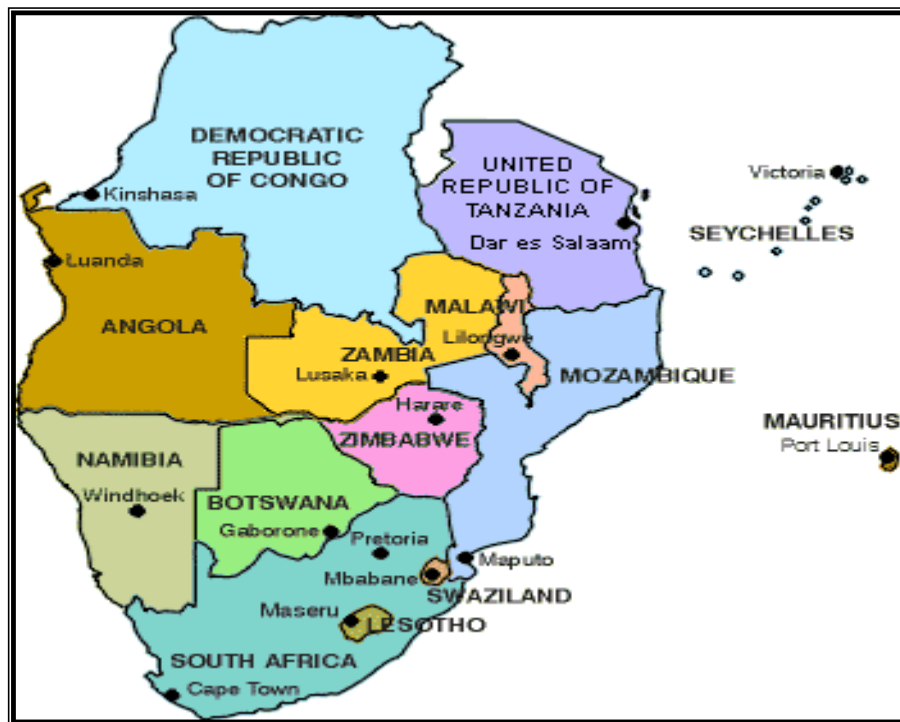 DEMOCRATIC
REPUBLIC
OF CONGO
Kinshasa
UNITED
REPUBLIC OF
TANZANIA
Dar es Salaam
Victoria
SEYCHELLES
Luanda
ANGOLA
MALAWI
Lilongwe
ZAMBIA
Lusaka
MOZAMBIQUE
Harare
ZIMBABWE
MAURITIUS
Port Louis
NAMIBIA
Windhoek
BOTSWANA
Gaborone
Pretoria
Maputo
Mbabane
SWAZILAND
Maseru
LESOTHO
SOUTH AFRICA
Cape Town